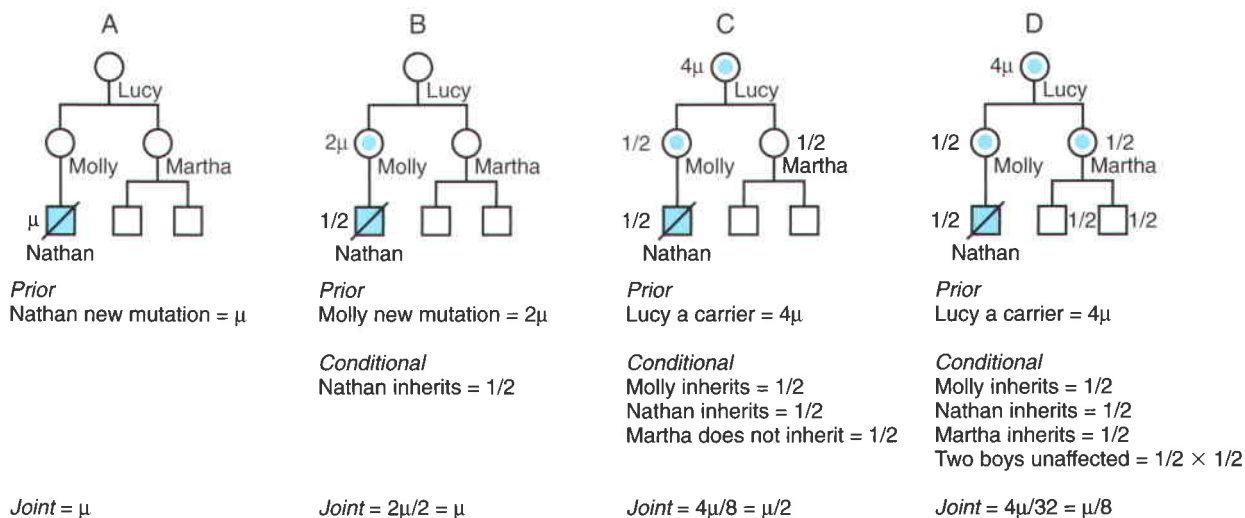 A
Lucy
Molly
Martha
μ
Nathan
Prior
Nathan new mutation = μ
Joint = μ
B
Lucy
2μ
Molly
Martha
1/2
Nathan
Prior
Molly new mutation = 2μ
Conditional
Nathan inherits = 1/2
Joint = 2μ/2 = μ
C
4μ
Lucy
1/2
Molly
1/2
Martha
1/2
Nathan
Prior
Lucy a carrier = 4μ
Conditional
Molly inherits = 1/2
Nathan inherits = 1/2
Martha does not inherit = 1/2
Joint = 4μ/8 = μ/2
D
4μ
Lucy
1/2
Molly
1/2
Martha
1/2
1/2
1/2
Nathan
Prior
Lucy a carrier = 4μ
Conditional
Molly inherits = 1/2
Nathan inherits = 1/2
Martha inherits = 1/2
Two boys unaffected = 1/2 × 1/2
Joint = 4μ/32 = μ/8